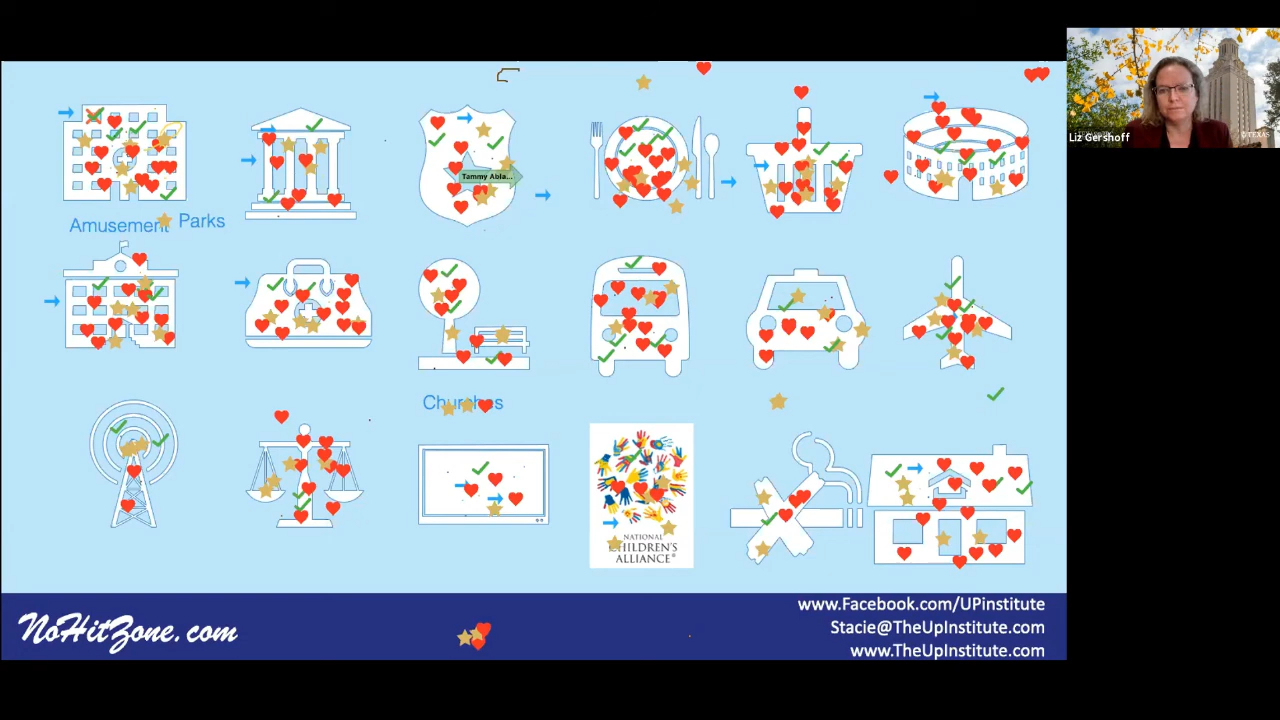 Liz Gershoff
TEXAS
Tammy Abla...
Amusement Parks
Churches
NATIONAL
CHILDREN'S
ALLIANCE®
NoHitZone.com
www.Facebook.com/UPinstitute
Stacie@TheUpInstitute.com
www.TheUpInstitute.com